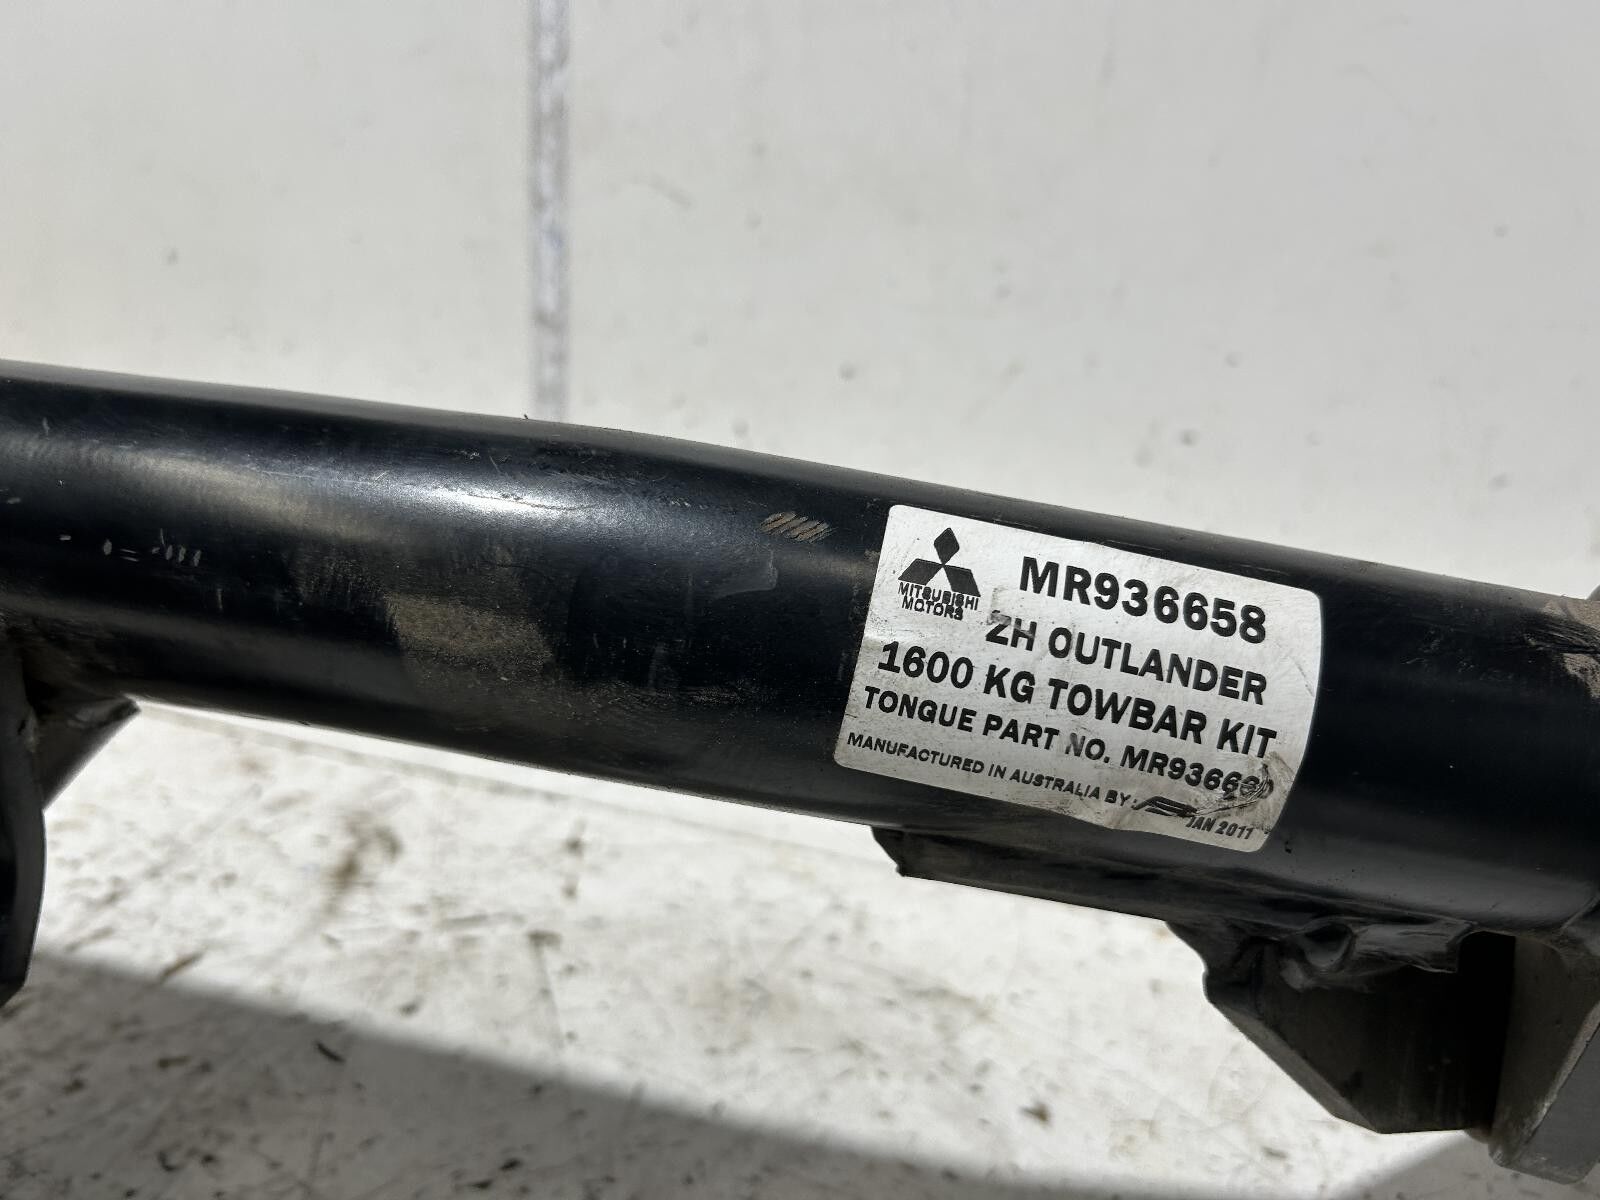 MITSUBISHI
MOTORS
MR936658
ZH OUTLANDER
1600 KG TOWBAR KIT
TONGUE PART NO.
MANUFACTURED IN AUSTRALIA BY:
JAN 2011